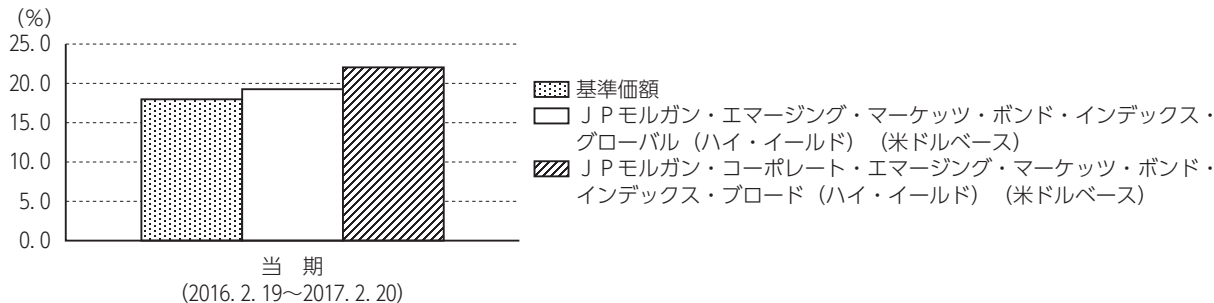 （％）
25.0
20.0
15.0
10.0
5.0
0.0
当　期
(2016. 2. 19～2017. 2. 20)
基準価額
ＪＰモルガン・エマージング・マーケッツ・ボンド・インデックス・
グローバル（ハイ・イールド）（米ドルベース）
ＪＰモルガン・コーポレート・エマージング・マーケッツ・ボンド・
インデックス・ブロード（ハイ・イールド）（米ドルベース）